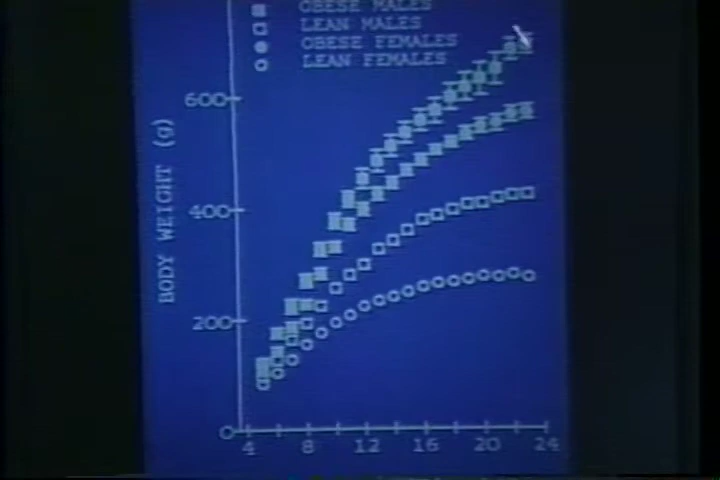 OBESE MALES
LEAN MALES
OBESE FEMALES
LEAN FEMALES
BODY WEIGHT (g)
600
400
200
0
4 8 12 16 20 24